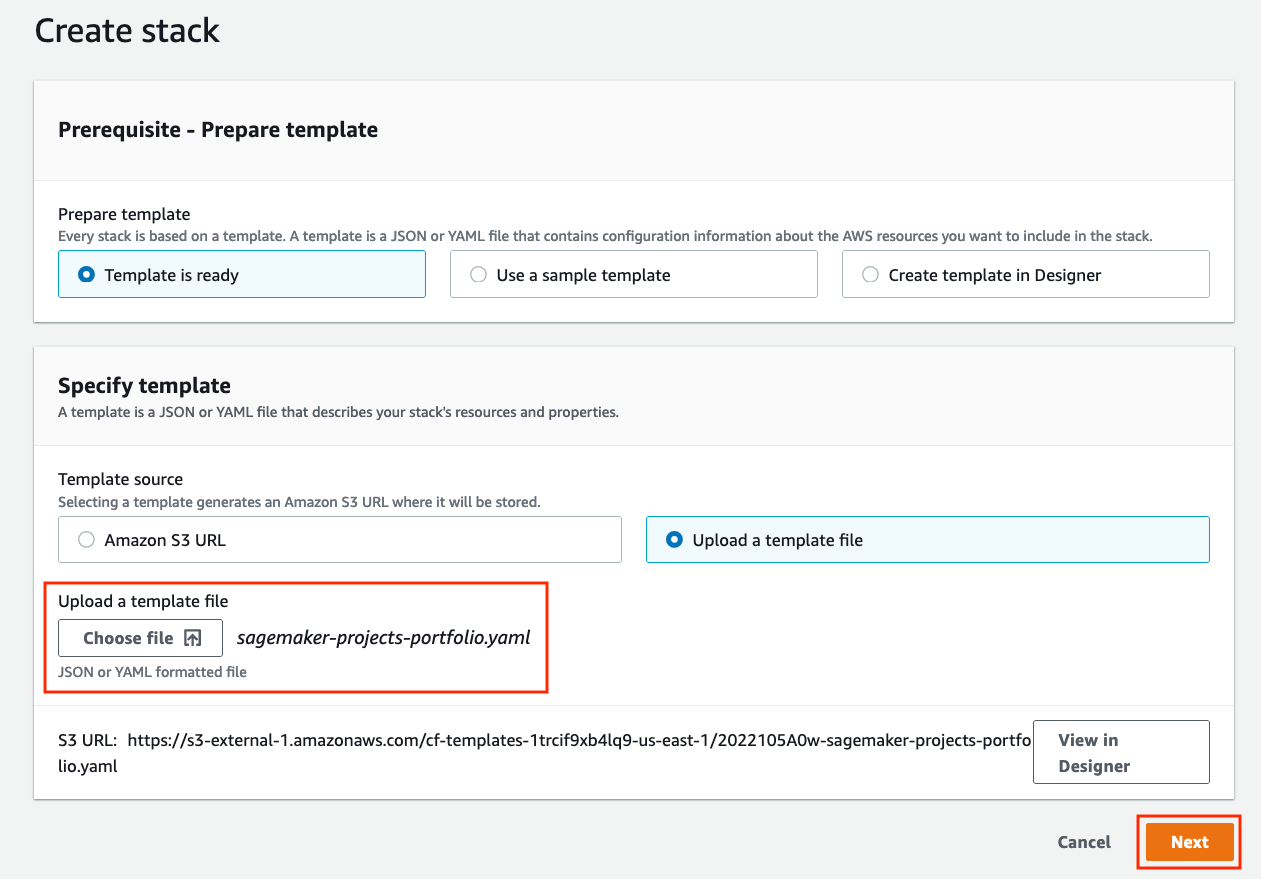 Create stack
Prerequisite - Prepare template
Prepare template
Every stack is based on a template. A template is a JSON or YAML file that contains configuration information about the AWS resources you want to include in the stack.
Template is ready
Use a sample template
Create template in Designer
Specify template
A template is a JSON or YAML file that describes your stack's resources and properties.
Template source
Selecting a template generates an Amazon S3 URL where it will be stored.
Amazon S3 URL
Upload a template file
Upload a template file
Choose file
sagemaker-projects-portfolio.yaml
JSON or YAML formatted file
S3 URL: https://s3-external-1.amazonaws.com/cf-templates-1trcif9xb4lq9-us-east-1/2022105A0w-sagemaker-projects-portfo
lio.yaml
View in
Designer
Cancel
Next